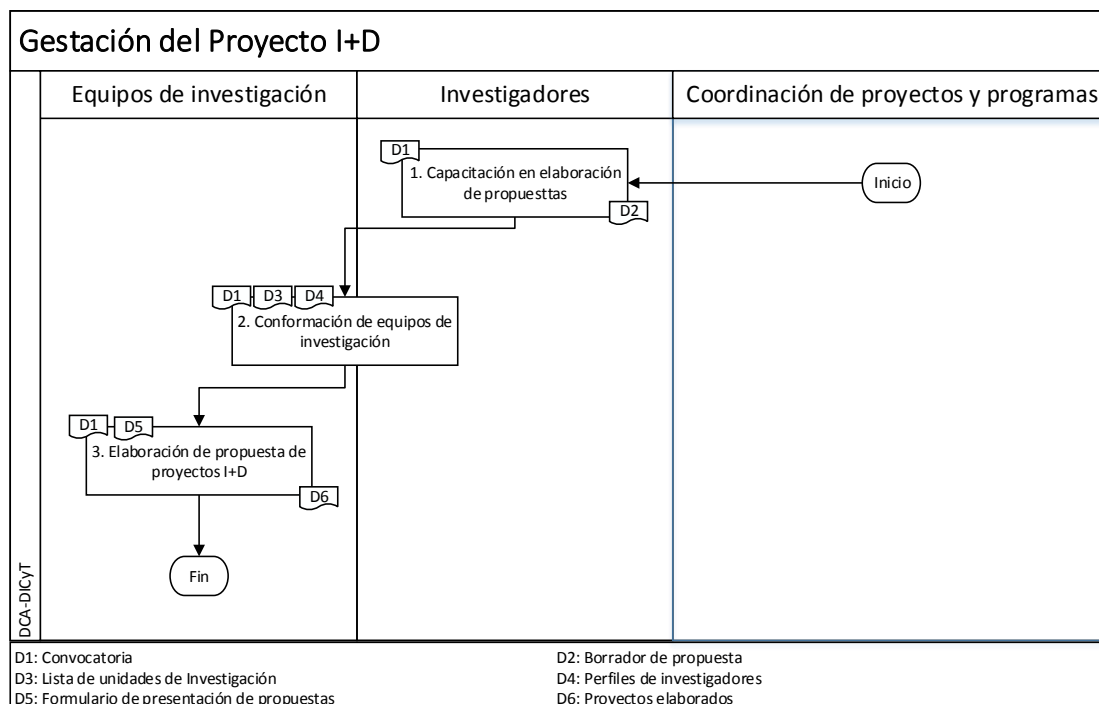 Gestación del Proyecto I+D
Equipos de investigación
Investigadores
Coordinación de proyectos y programas
D1
1. Capacitación en elaboración
de propuesttas
D2
Inicio
D1
D3
D4
2. Conformación de equipos de
investigación
D1
D5
3. Elaboración de propuesta de
proyectos I+D
D6
Fin
DCA-DICyT
D1: Convocatoria
D2: Borrador de propuesta
D3: Lista de unidades de Investigación
D4: Perfiles de investigadores
D5: Formulario de presentación de propuestas
D6: Proyectos elaborados